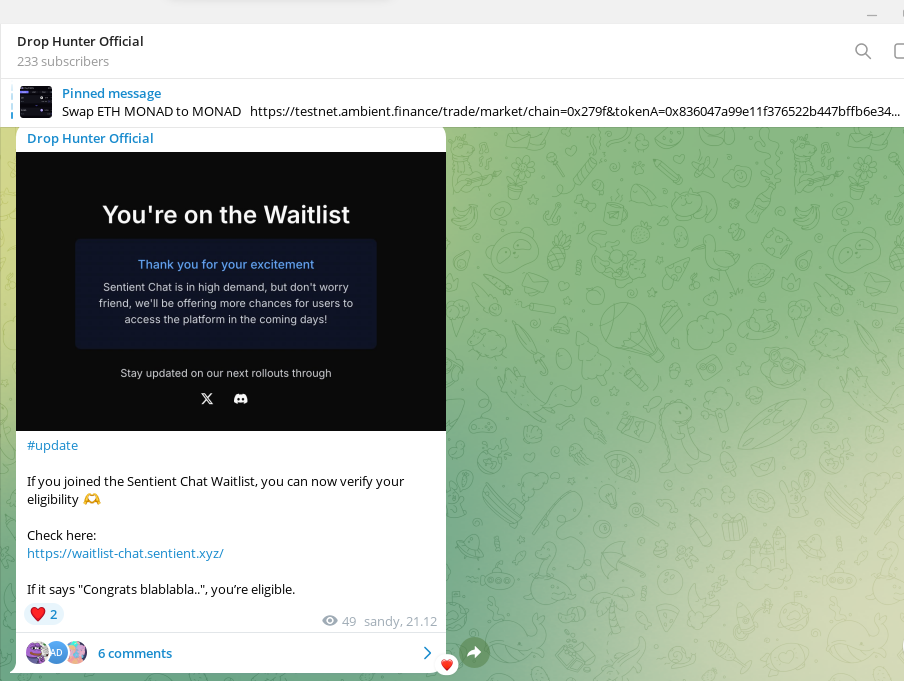 Drop Hunter Official
233 subscribers
Pinned message
Swap ETH MONAD to MONAD https://testnet.ambient.finance/trade/market/chain=0x279f&tokenA=0x836047a99e11f376522b447bffb6e34...
Drop Hunter Official
You're on the Waitlist
Thank you for your excitement
Sentient Chat is in high demand, but don't worry
friend, we'll be offering more chances for users to
access the platform in the coming days!
Stay updated on our next rollouts through
#update
If you joined the Sentient Chat Waitlist, you can now verify your
eligibility 🫶
Check here:
https://waitlist-chat.sentient.xyz/
If it says "Congrats blablabla..", you’re eligible.
❤️ 2
49 sandy, 21.12
AD
6 comments